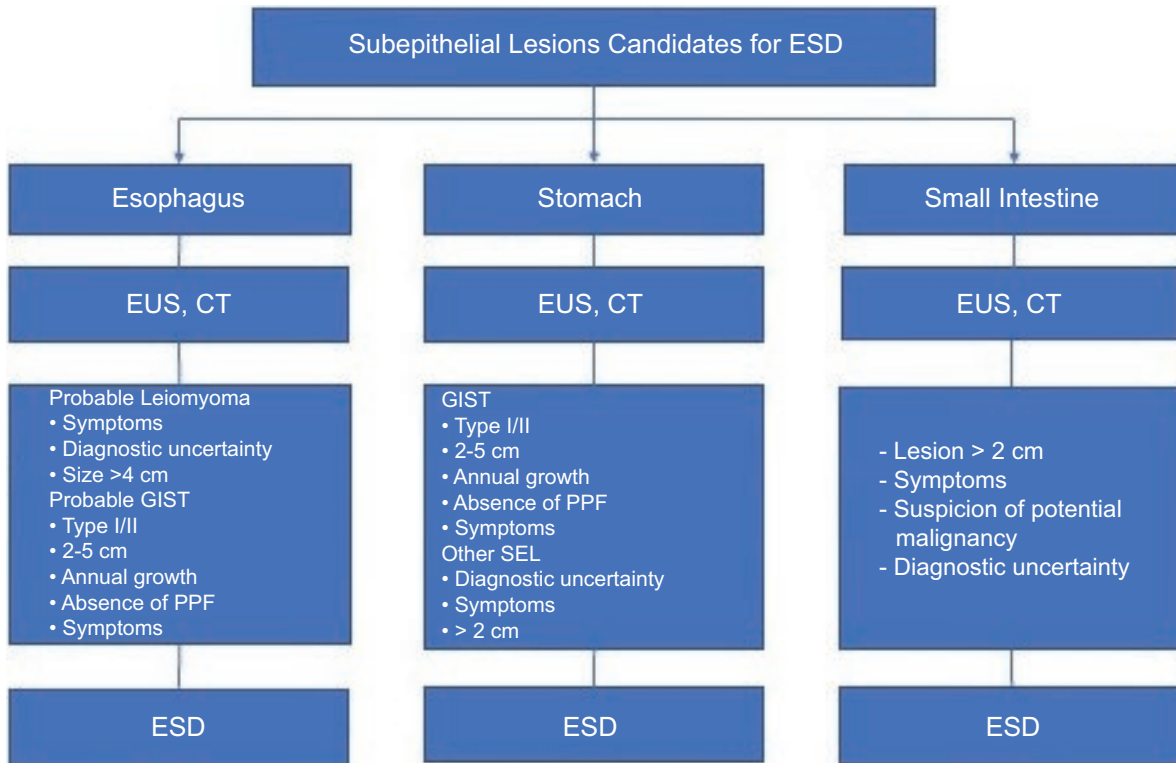 Subepithelial Lesions Candidates for ESD
Esophagus
Stomach
Small Intestine
EUS, CT
EUS, CT
EUS, CT
Probable Leiomyoma
• Symptoms
• Diagnostic uncertainty
• Size >4 cm
Probable GIST
• Type I/II
• 2-5 cm
• Annual growth
• Absence of PPF
• Symptoms
GIST
• Type I/II
• 2-5 cm
• Annual growth
• Absence of PPF
• Symptoms
Other SEL
• Diagnostic uncertainty
• Symptoms
• > 2 cm
- Lesion > 2 cm
- Symptoms
- Suspicion of potential
malignancy
- Diagnostic uncertainty
ESD
ESD
ESD